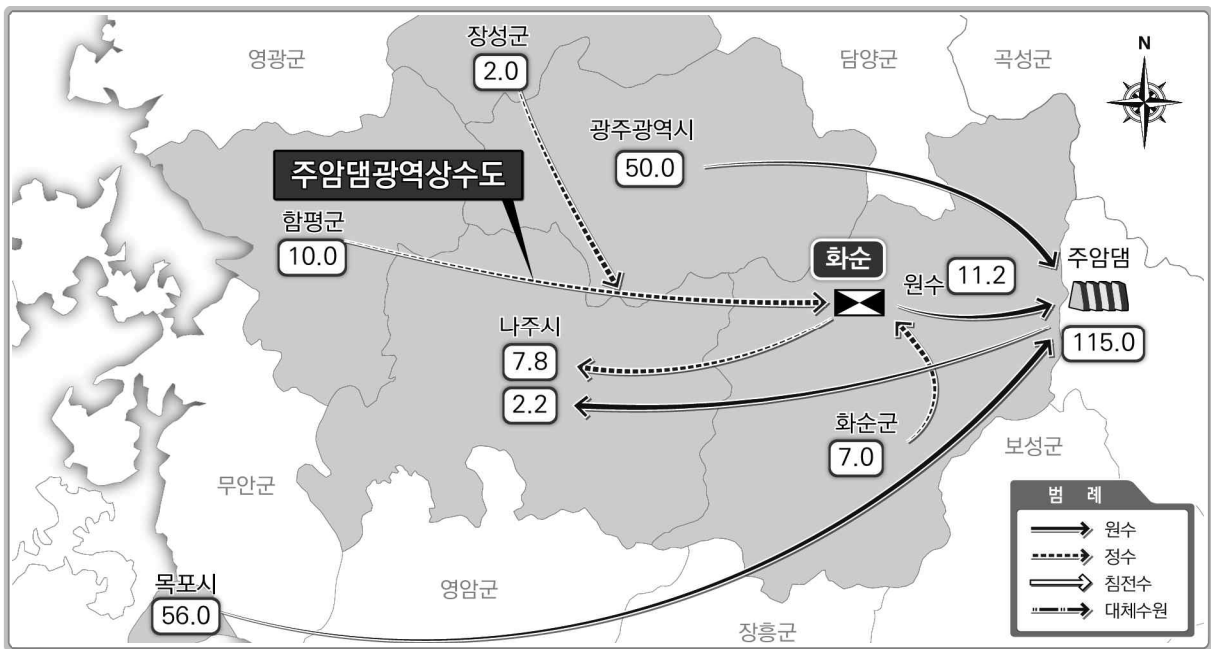 장성군
2.0
영광군
담양군
곡성군
N
광주광역시
50.0
주암댐광역상수도
함평군
10.0
화순
원수 11.2
주암댐
115.0
나주시
7.8
2.2
화순군
7.0
보성군
무안군
영암군
장흥군
목포시
56.0
범 례
원수
정수
침전수
대체수원